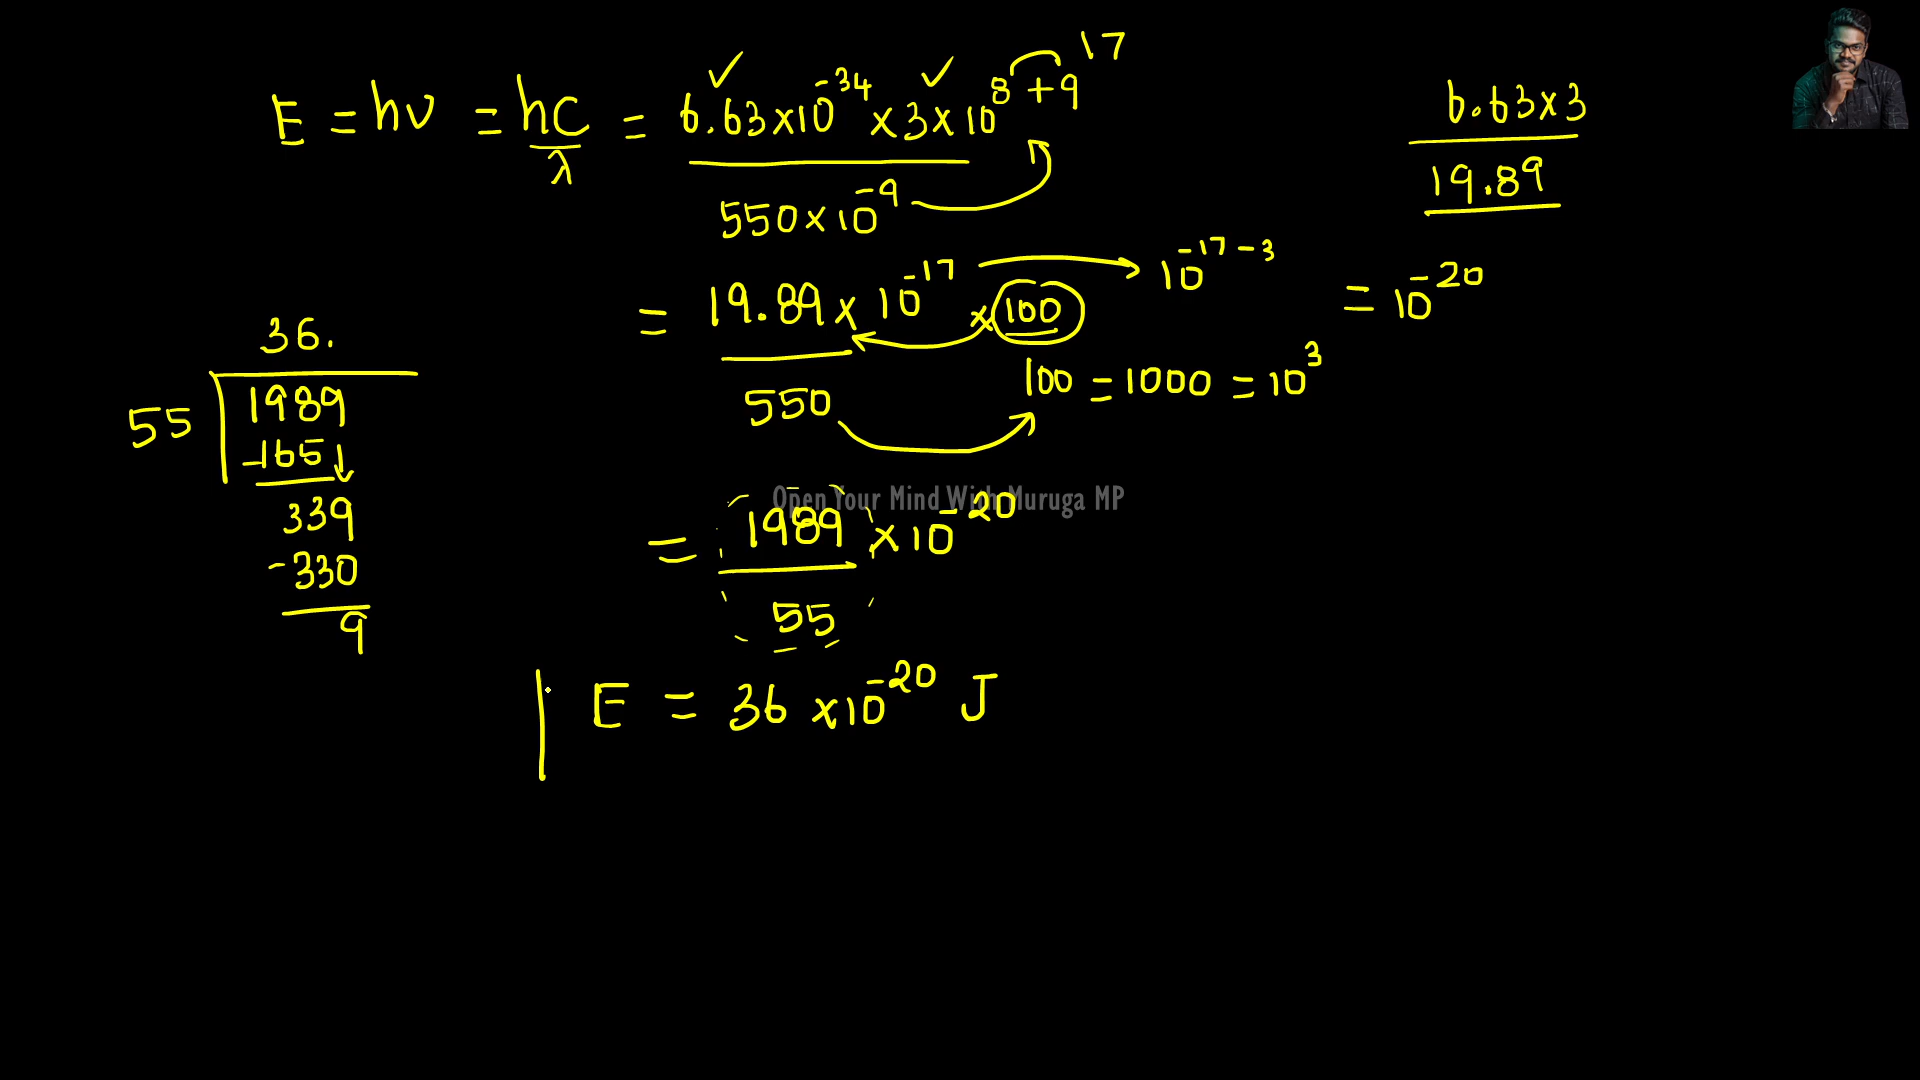 E = hν = hc/λ = 6.63×10⁻³⁴ × 3×10⁸⁺⁹ 17
550×10⁻⁹
6.63×3
19.89
= 19.89 × 10⁻¹⁷ × 100 10⁻¹⁷⁻³ = 10⁻²⁰
550
100 = 1000 = 10³
36.
55 1989
-165↓
339
-330
9
Open Your Mind With Muruga MP
= 1989 × 10⁻²⁰
55
E = 36 ×10⁻²⁰ J